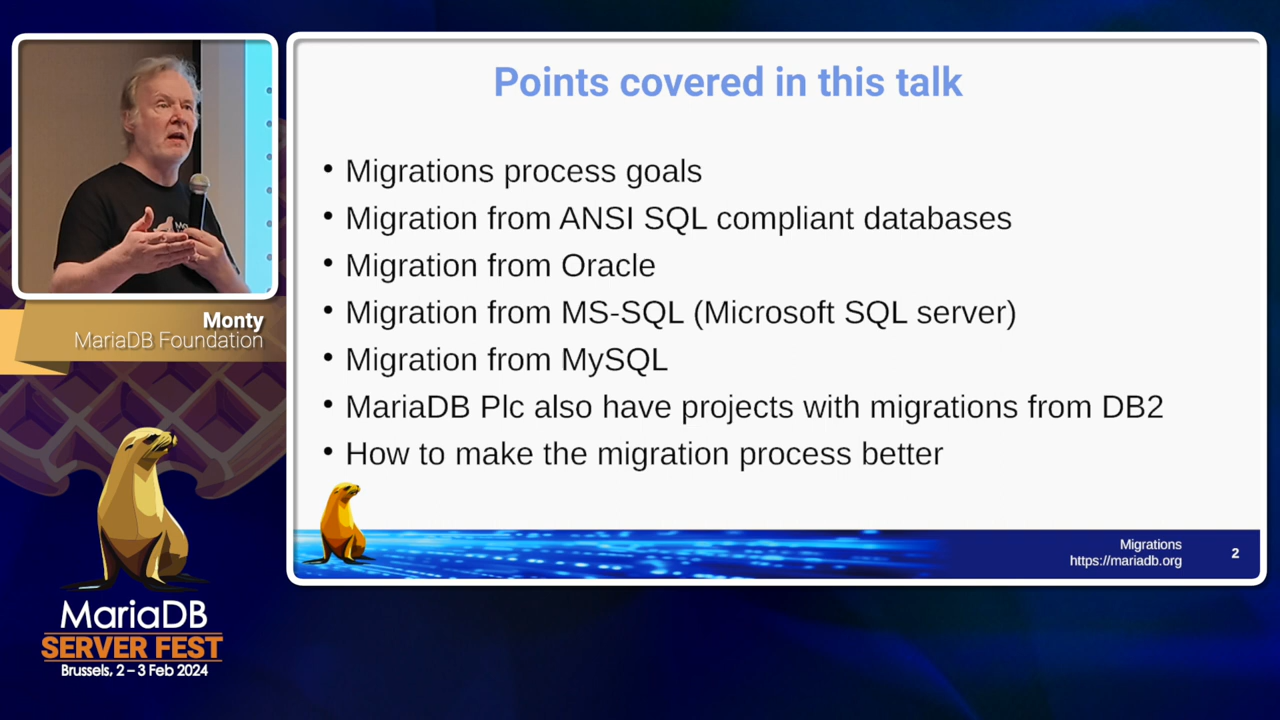 Points covered in this talk
• Migrations process goals
• Migration from ANSI SQL compliant databases
• Migration from Oracle
• Migration from MS-SQL (Microsoft SQL server)
• Migration from MySQL
• MariaDB Plc also have projects with migrations from DB2
• How to make the migration process better
Migrations
https://mariadb.org
2
Monty
MariaDB Foundation
MariaDB
SERVER FEST
Brussels, 2 – 3 Feb 2024